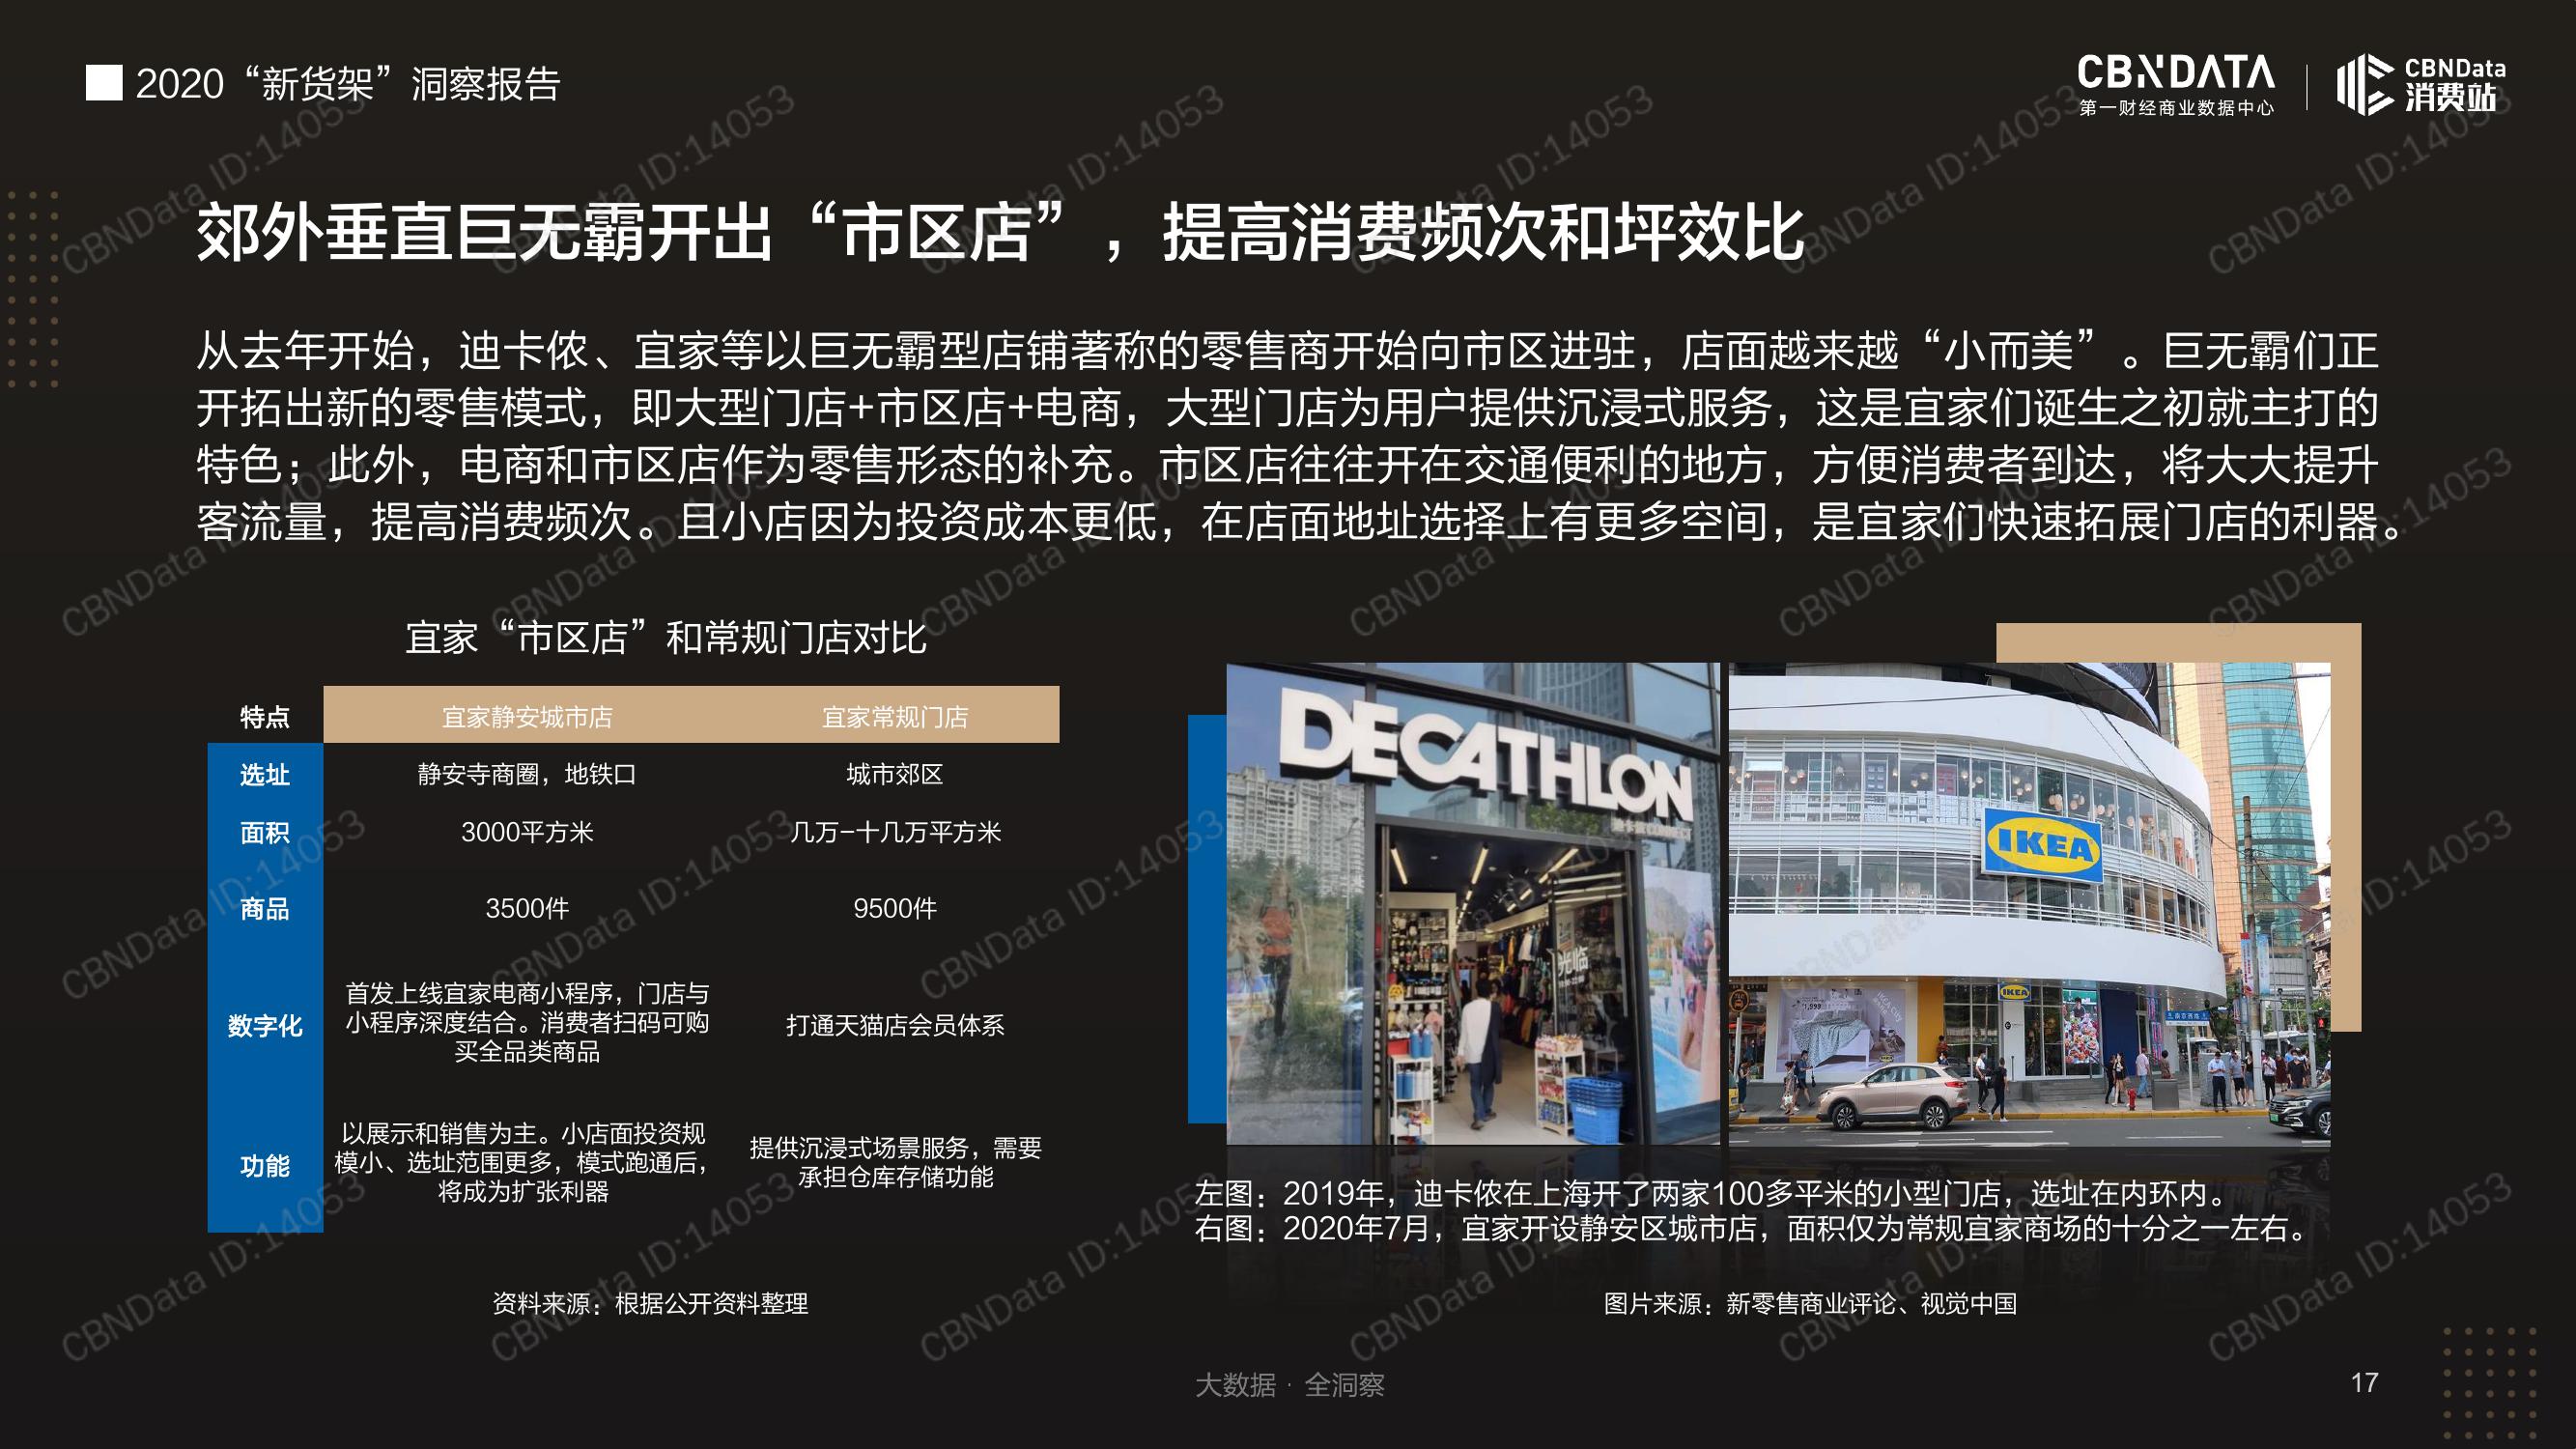 2020“新货架”洞察报告
CBNDATA
第一财经商业数据中心
CBNData
消费站
郊外垂直巨无霸开出“市区店”，提高消费频次和坪效比
从去年开始，迪卡侬、宜家等以巨无霸型店铺著称的零售商开始向市区进驻，店面越来越“小而美”。巨无霸们正
开拓出新的零售模式，即大型门店+市区店+电商，大型门店为用户提供沉浸式服务，这是宜家们诞生之初就主打的
特色；此外，电商和市区店作为零售形态的补充。市区店往往开在交通便利的地方，方便消费者到达，将大大提升
客流量，提高消费频次。且小店因为投资成本更低，在店面地址选择上有更多空间，是宜家们快速拓展门店的利器。
宜家“市区店”和常规门店对比
特点 宜家静安城市店 宜家常规门店
选址 静安寺商圈，地铁口 城市郊区
面积 3000平方米 几万-十几万平方米
商品 3500件 9500件
数字化 首发上线宜家电商小程序，门店与
小程序深度结合。消费者扫码可购
买全品类商品
打通天猫店会员体系
功能 以展示和销售为主。小店面投资规
模小、选址范围更多，模式跑通后，
将成为扩张利器
提供沉浸式场景服务，需要
承担仓库存储功能
资料来源：根据公开资料整理
DECATHLON
光临
IKEA
IKEA
左图：2019年，迪卡侬在上海开了两家100多平米的小型门店，选址在内环内。
右图：2020年7月，宜家开设静安区城市店，面积仅为常规宜家商场的十分之一左右。
图片来源：新零售商业评论、视觉中国
大数据 · 全洞察
17
CBNData ID:14053